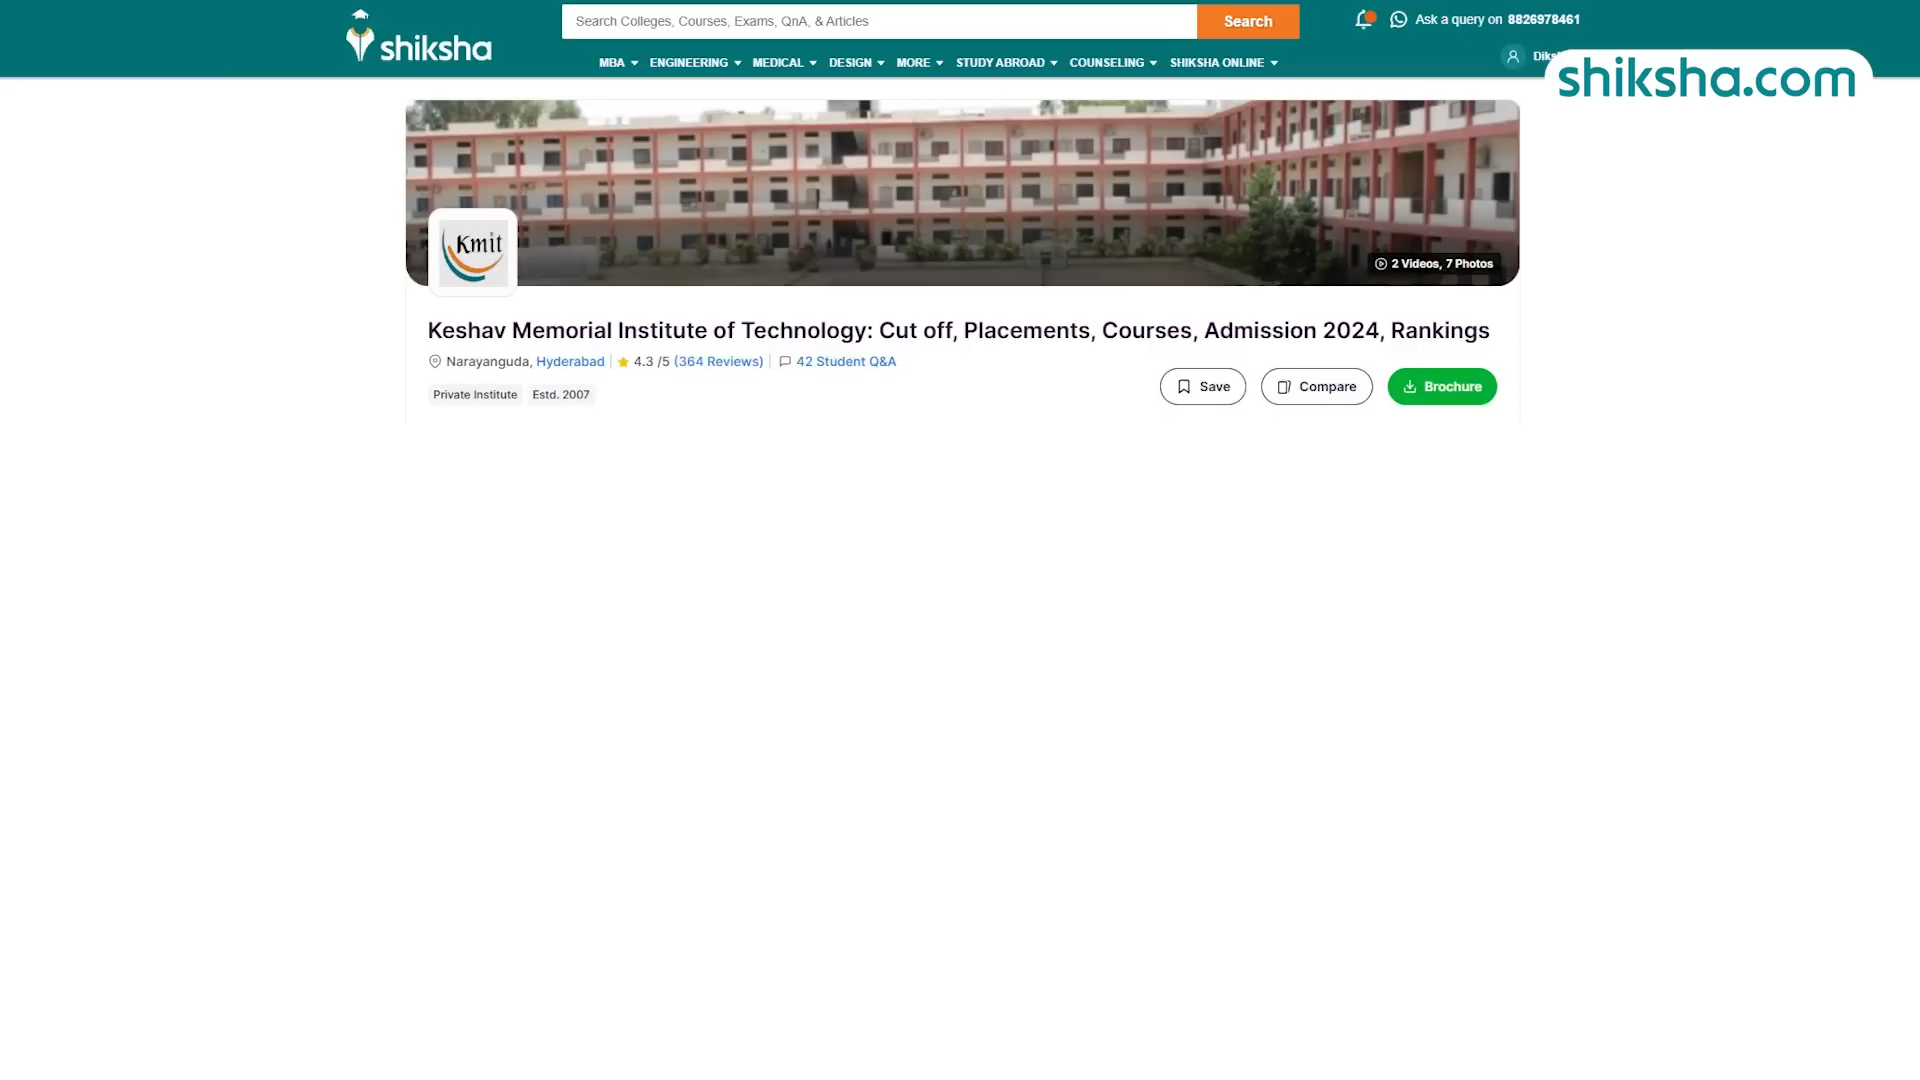 shiksha
Search Colleges, Courses, Exams, QnA, & Articles
Search
Ask a query on 8826978461
MBA
ENGINEERING
MEDICAL
DESIGN
MORE
STUDY ABROAD
COUNSELING
SHIKSHA ONLINE
shiksha.com
Kmit
2 Videos, 7 Photos
Keshav Memorial Institute of Technology: Cut off, Placements, Courses, Admission 2024, Rankings
Narayanguda, Hyderabad
4.3 /5 (364 Reviews)
42 Student Q&A
Private Institute
Estd. 2007
Save
Compare
Brochure